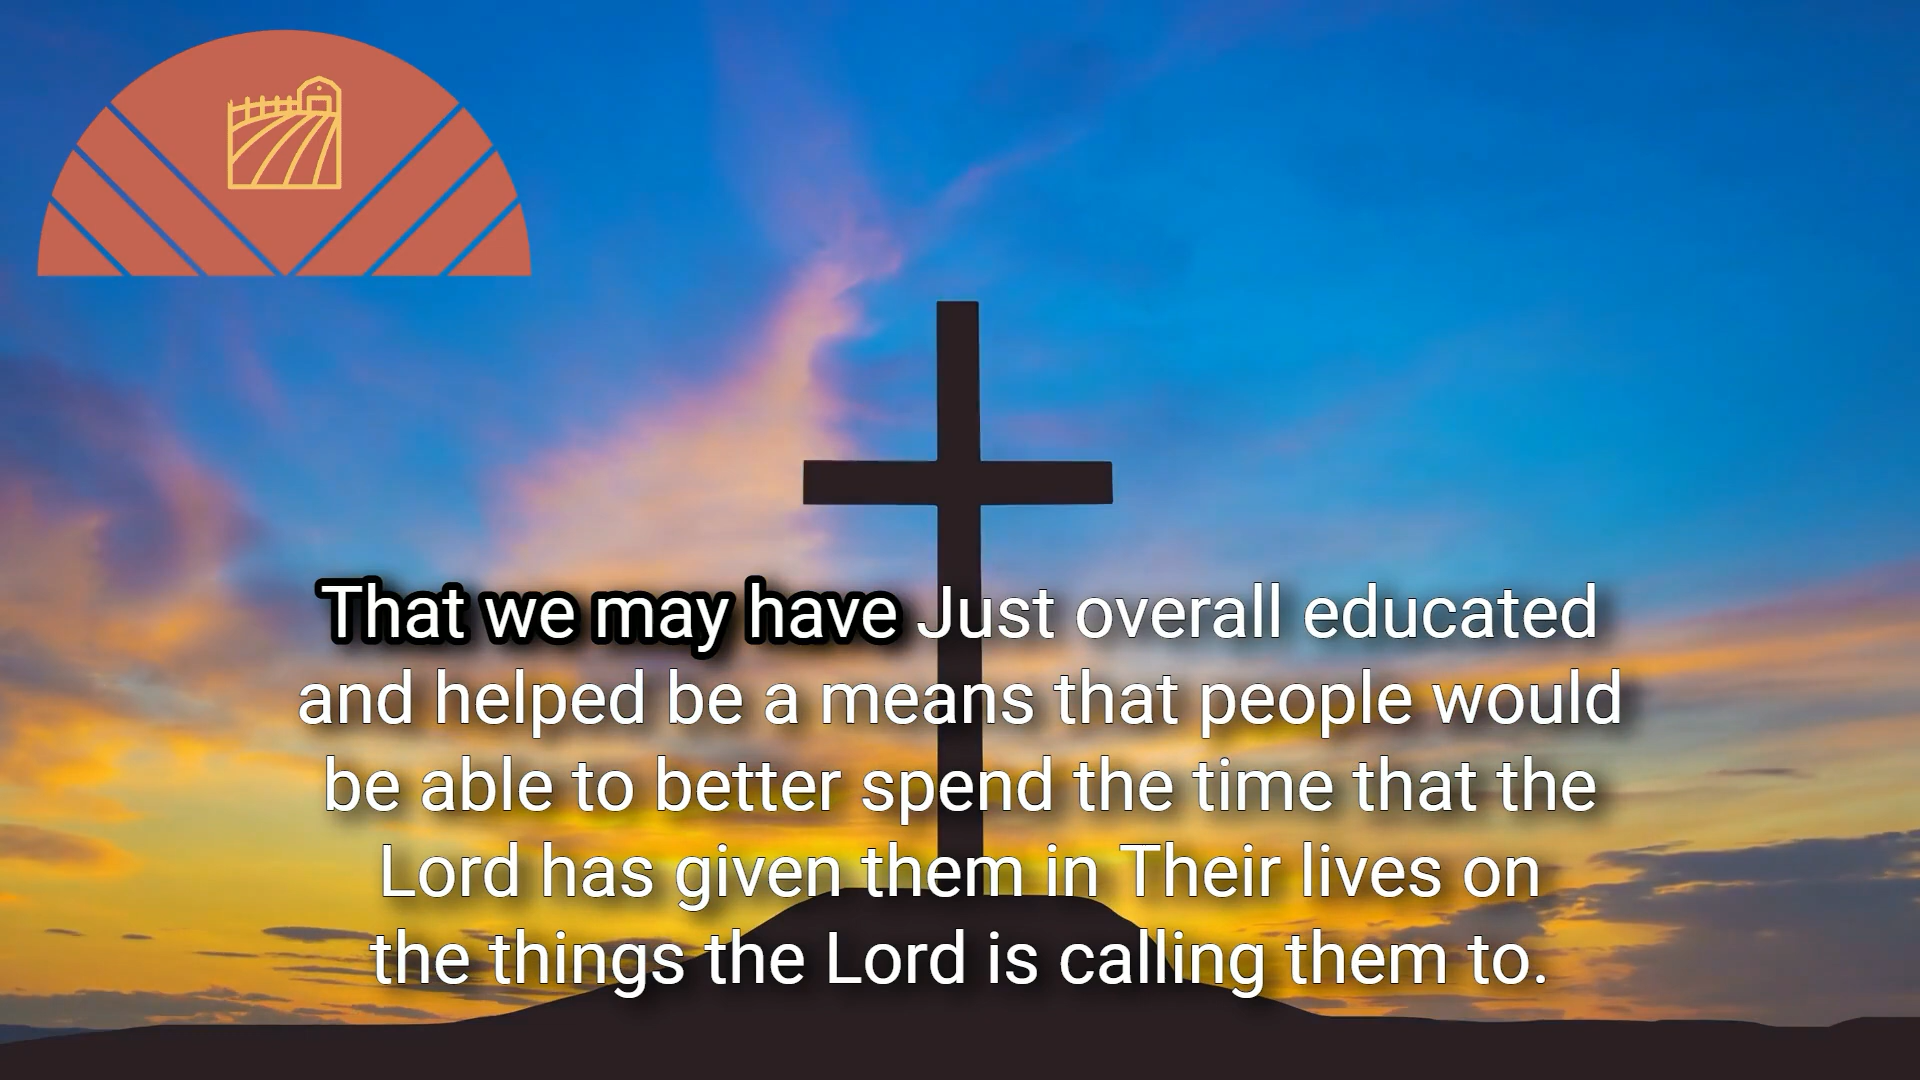 That we may have Just overall educated
and helped be a means that people would
be able to better spend the time that the
Lord has given them in Their lives on
the things the Lord is calling them to.